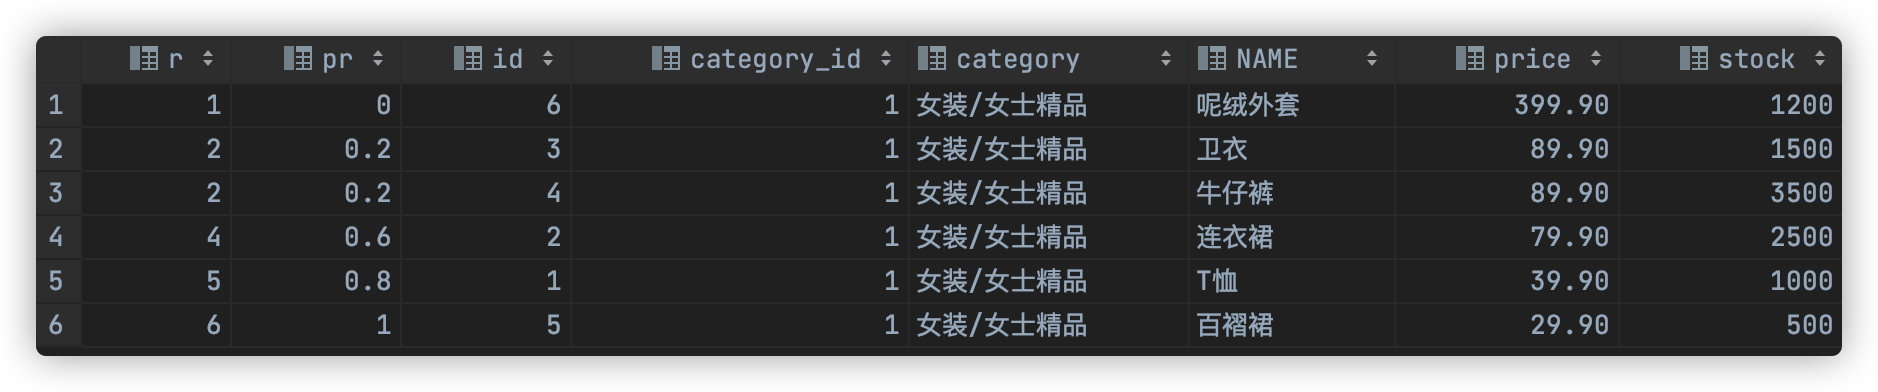 r pr id category_id category NAME price stock
1 1 0 6 1 女装/女士精品 呢绒外套 399.90 1200
2 2 0.2 3 1 女装/女士精品 卫衣 89.90 1500
3 2 0.2 4 1 女装/女士精品 牛仔裤 89.90 3500
4 4 0.6 2 1 女装/女士精品 连衣裙 79.90 2500
5 5 0.8 1 1 女装/女士精品 T恤 39.90 1000
6 6 1 5 1 女装/女士精品 百褶裙 29.90 500